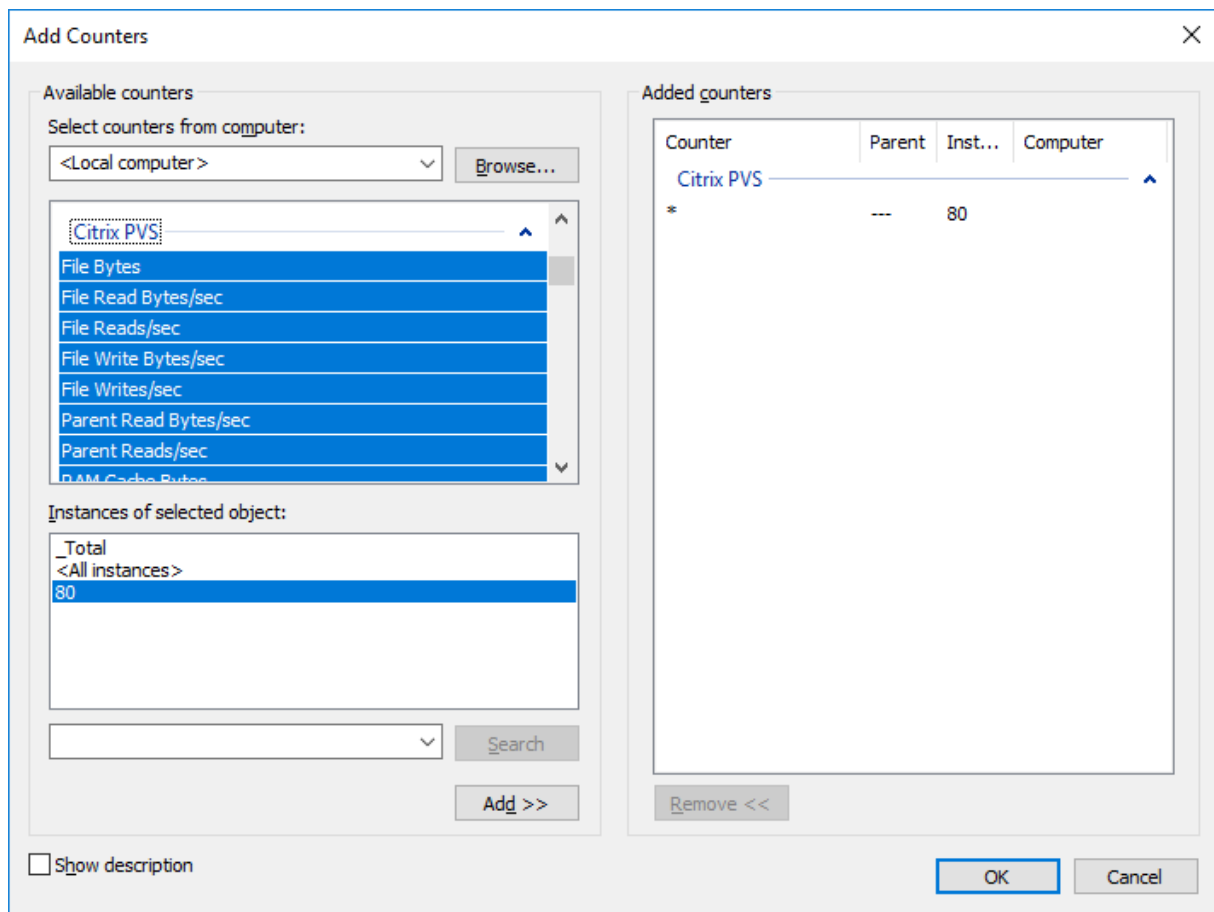 Add Counters
Available counters
Select counters from computer:
<Local computer>
Browse...
Citrix PVS
File Bytes
File Read Bytes/sec
File Reads/sec
File Write Bytes/sec
File Writes/sec
Parent Read Bytes/sec
Parent Reads/sec
RAM Cache Bytes
Instances of selected object:
_Total
<All instances>
80
Search
Add >>
Show description
Added counters
Counter Parent Inst... Computer
Citrix PVS
* --- 80
Remove <<
OK Cancel